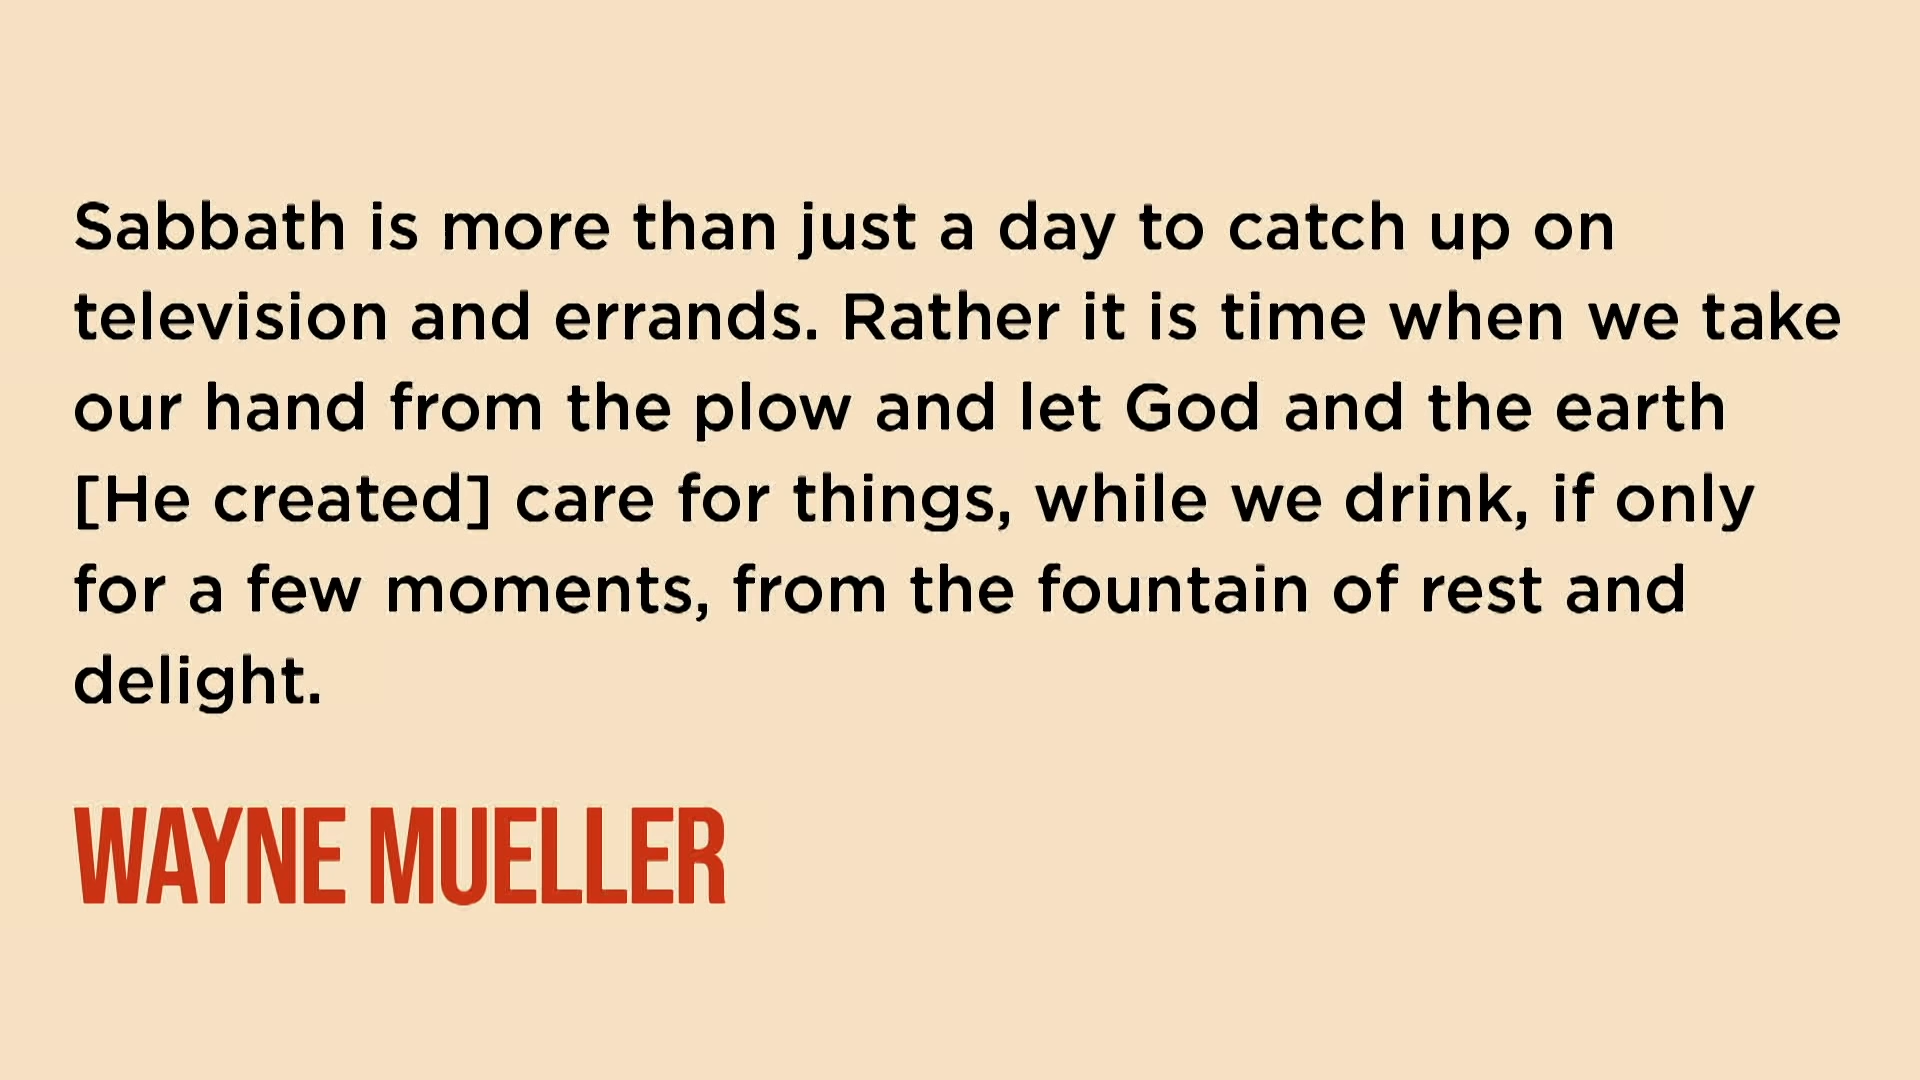 Sabbath is more than just a day to catch up on
television and errands. Rather it is time when we take
our hand from the plow and let God and the earth
[He created] care for things, while we drink, if only
for a few moments, from the fountain of rest and
delight.
WAYNE MUELLER